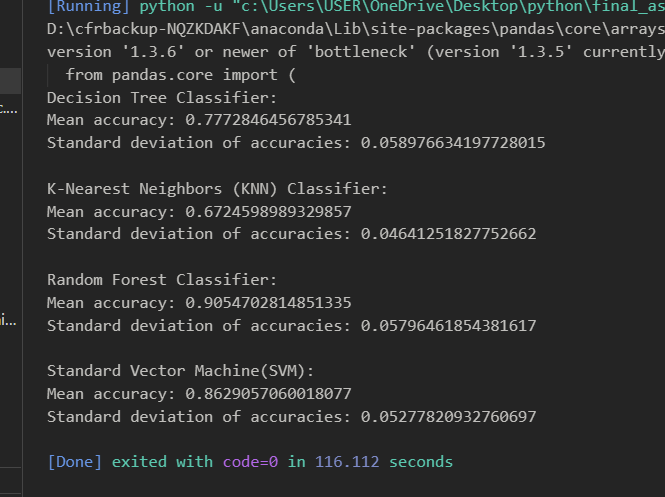 [Running] python -u "c:\Users\USER\OneDrive\Desktop\python\final_as
D:\cfrbackup-NQZKDAKF\anaconda\Lib\site-packages\pandas\core\arrays
version '1.3.6' or newer of 'bottleneck' (version '1.3.5' currently
from pandas.core import (
Decision Tree Classifier:
Mean accuracy: 0.7772846456785341
Standard deviation of accuracies: 0.058976634197728015
K-Nearest Neighbors (KNN) Classifier:
Mean accuracy: 0.6724598989329857
Standard deviation of accuracies: 0.04641251827752662
Random Forest Classifier:
Mean accuracy: 0.9054702814851335
Standard deviation of accuracies: 0.05796461854381617
Standard Vector Machine(SVM):
Mean accuracy: 0.8629057060018077
Standard deviation of accuracies: 0.05277820932760697
[Done] exited with code=0 in 116.112 seconds